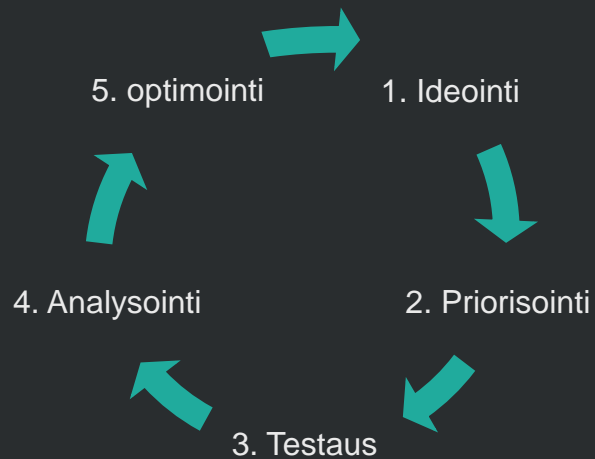 1. Ideointi
2. Priorisointi
3. Testaus
4. Analysointi
5. optimointi